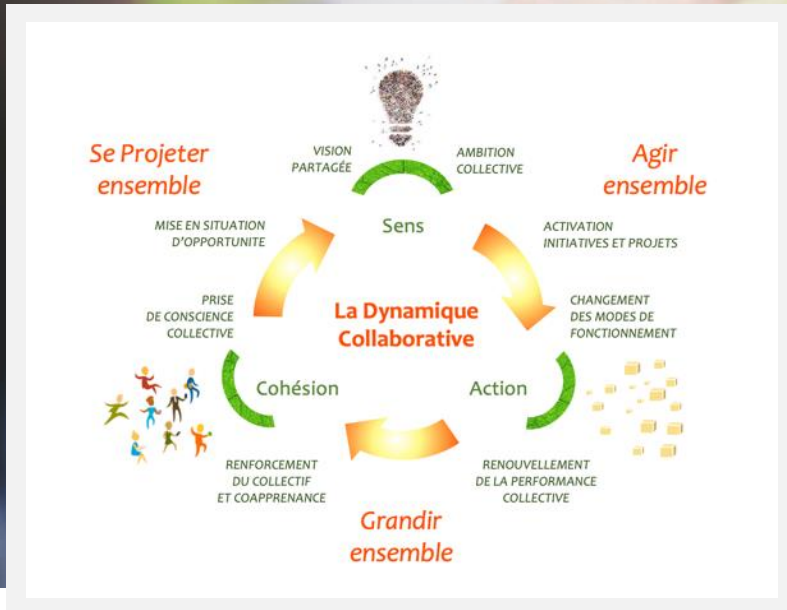 Se Projeter
ensemble
VISION
PARTAGÉE
AMBITION
COLLECTIVE
Agir
ensemble
MISE EN SITUATION
D'OPPORTUNITE
Sens
ACTIVATION
INITIATIVES ET PROJETS
PRISE
DE CONSCIENCE
COLLECTIVE
La Dynamique
Collaborative
CHANGEMENT
DES MODES DE
FONCTIONNEMENT
Cohésion
Action
RENFORCEMENT
DU COLLECTIF
ET COAPPRENANCE
RENOUVELLEMENT
DE LA PERFORMANCE
COLLECTIVE
Grandir
ensemble